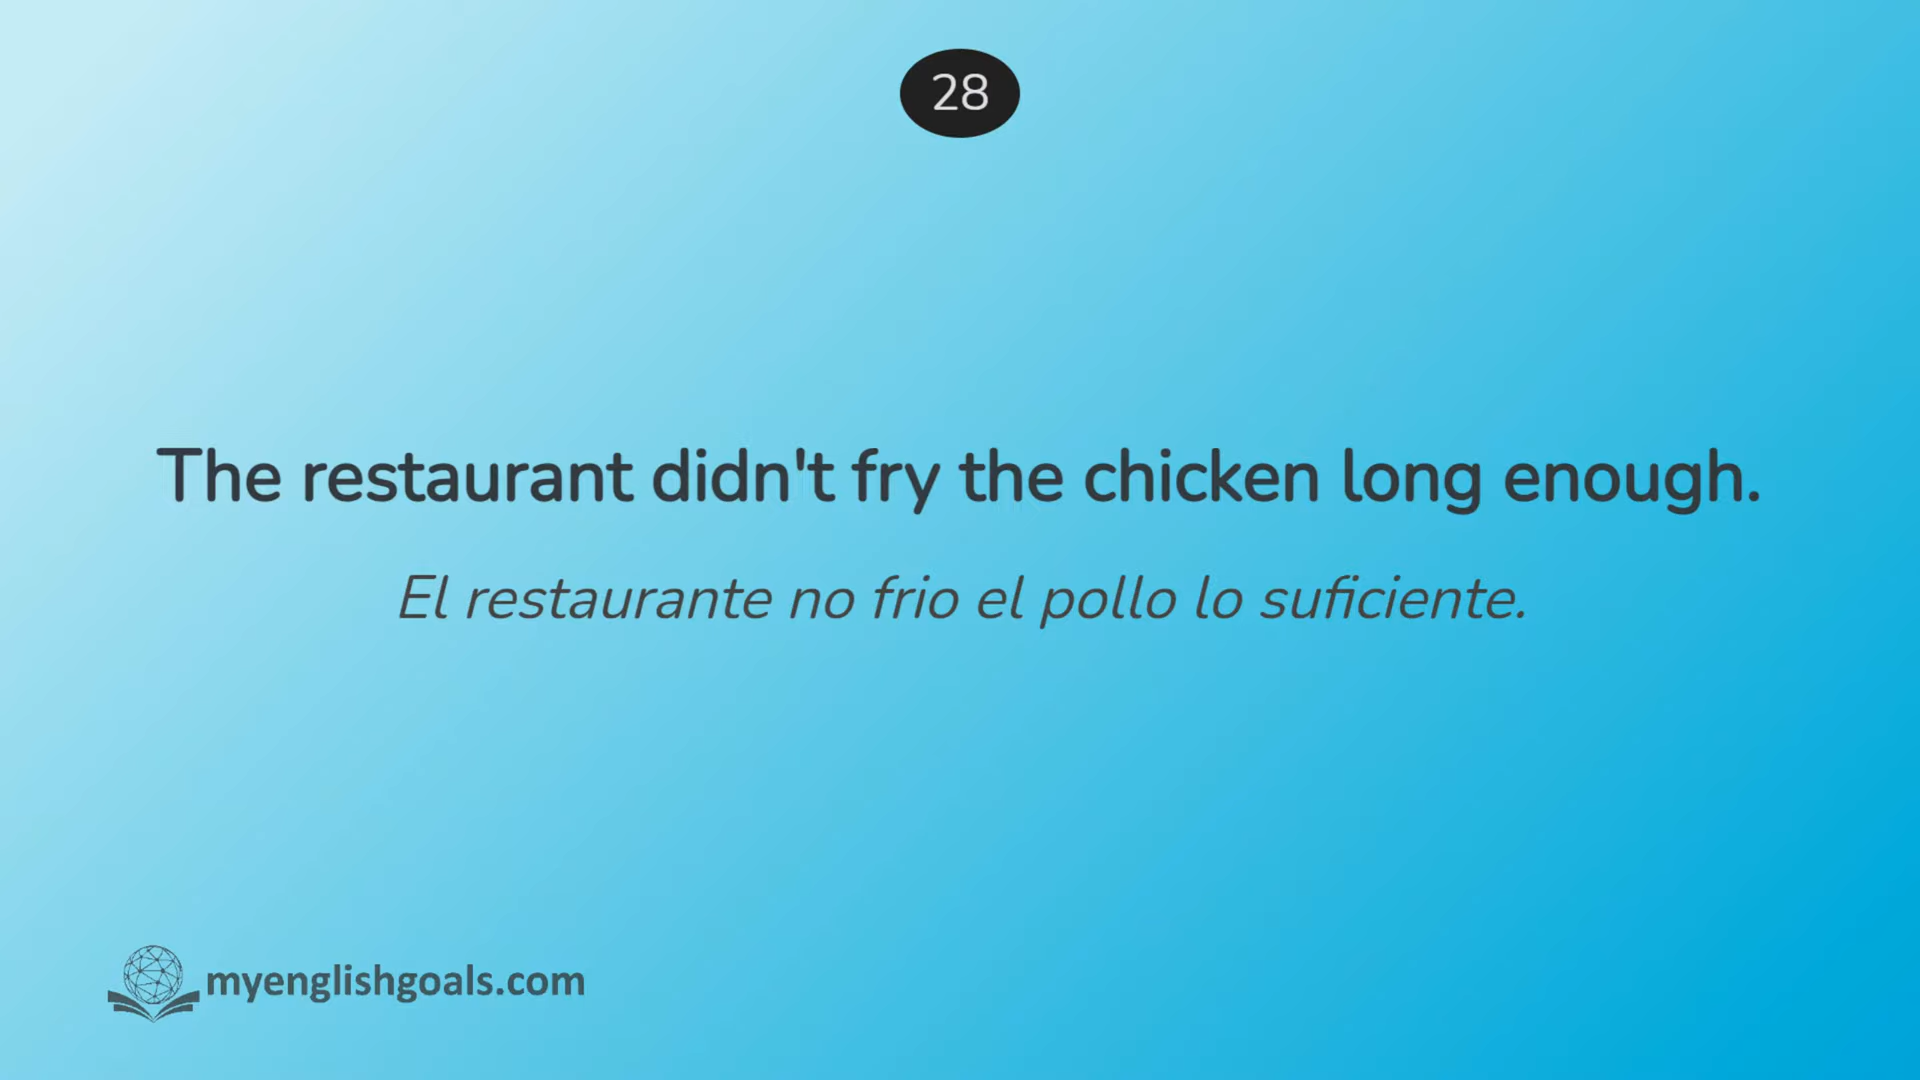 28
The restaurant didn't fry the chicken long enough.
El restaurante no frio el pollo lo suficiente.
myenglishgoals.com